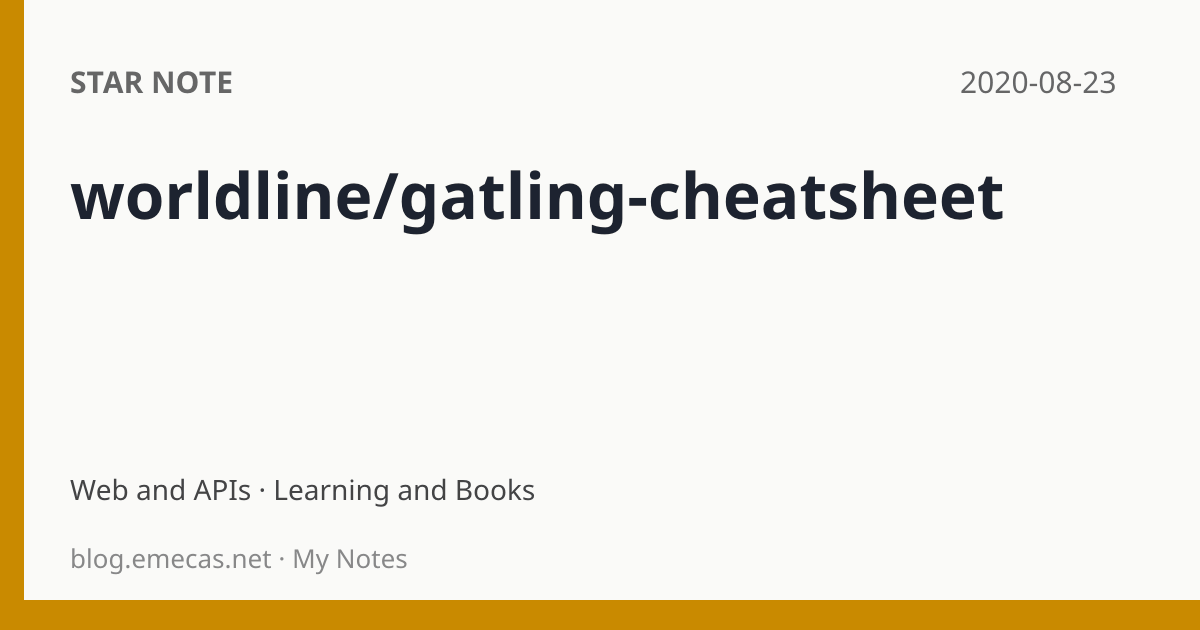 STAR NOTE
2020-08-23
worldline/gatling-cheatsheet
Web and APIs · Learning and Books
blog.emecas.net · My Notes